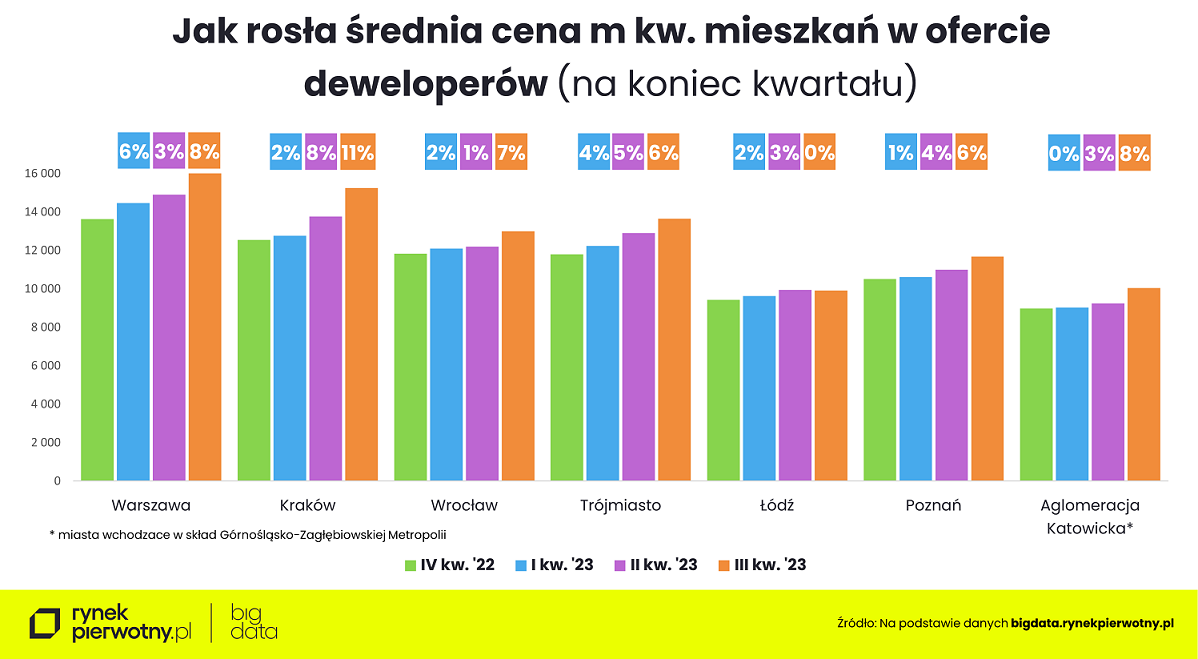 Jak rosła średnia cena m kw. mieszkań w ofercie
deweloperów (na koniec kwartału)
6% 3% 8% 2% 8% 11% 2% 1% 7% 4% 5% 6% 2% 3% 0% 1% 4% 6% 0% 3% 8%
16 000
14 000
12 000
10 000
8 000
6 000
4 000
2 000
0
Warszawa Kraków Wrocław Trójmiasto Łódź Poznań Aglomeracja
Katowicka*
* miasta wchodzace w skład Górnośląsko-Zagłębiowskiej Metropolii
IV kw. '22 I kw. '23 II kw. '23 III kw. '23
rynek
pierwotny.pl
big
data
Źródło: Na podstawie danych bigdata.rynekpierwotny.pl